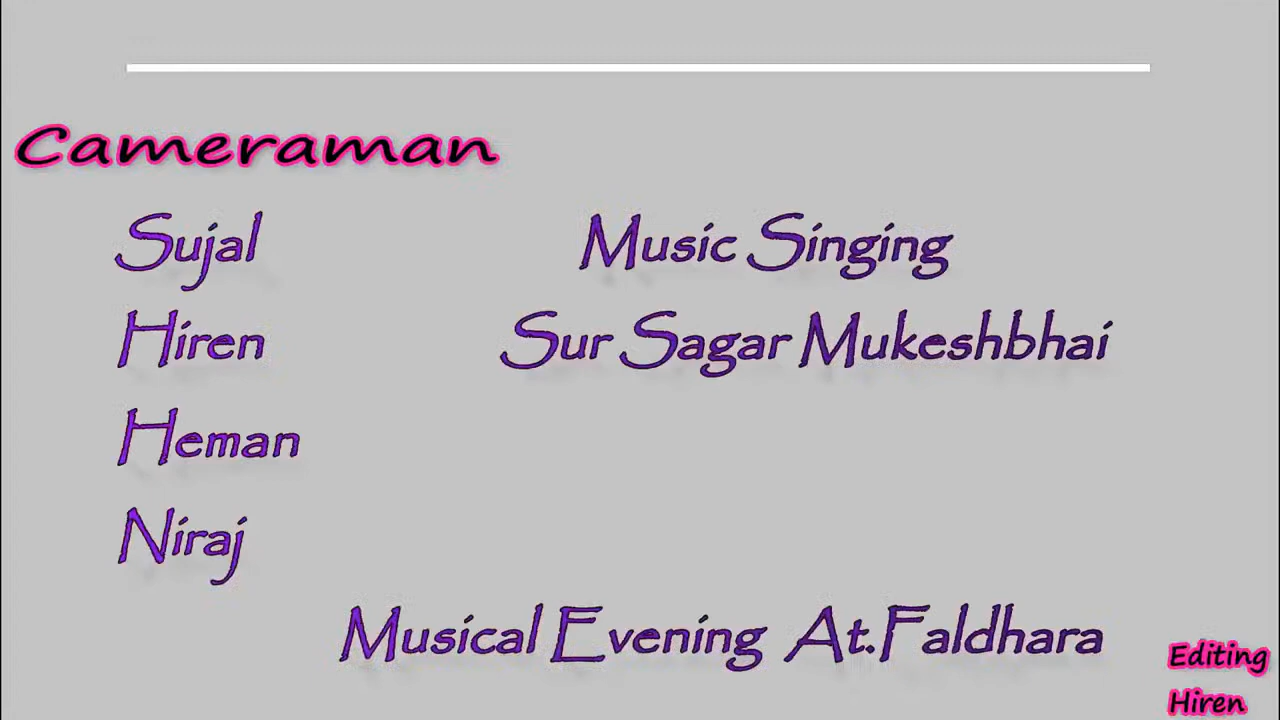 Cameraman
Sujal
Hiren
Heman
Niraj
Music Singing
Sur Sagar Mukeshbhai
Musical Evening At.Faldhara
Editing
Hiren